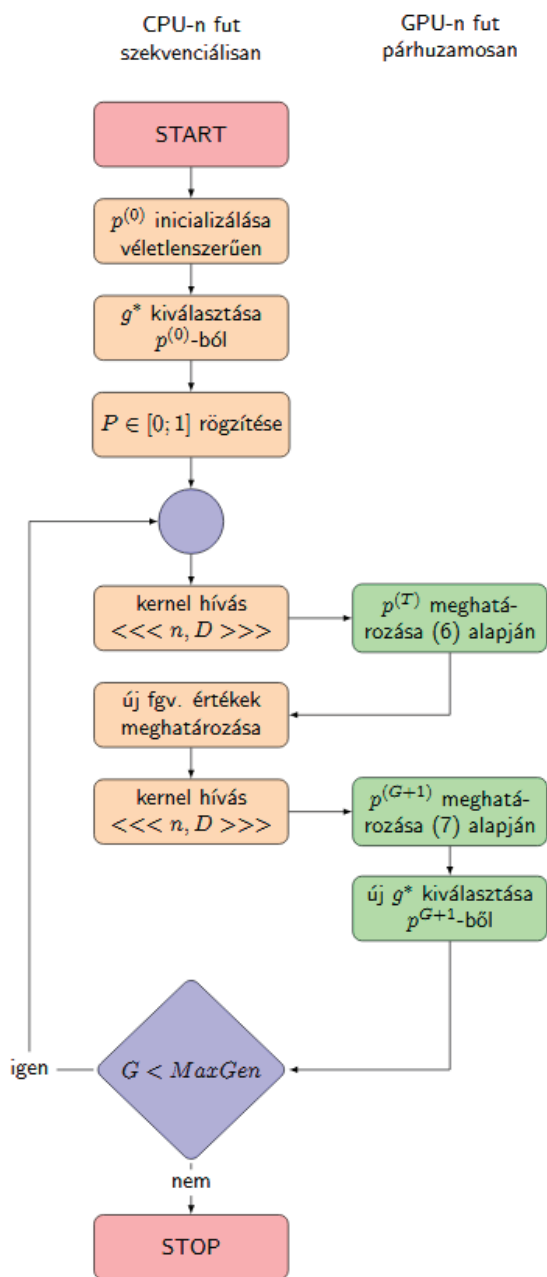 CPU-n fut
szekvenciálisan
GPU-n fut
párhuzamosan
START
p^{(0)} inicializálása
véletlenszerűen
g* kiválasztása
p^{(0)}-ból
P ∈ [0; 1] rögzítése
kernel hívás
<<< n, D >>>
p^{(T)} meghatá-
rozása (6) alapján
új fgv. értékek
meghatározása
kernel hívás
<<< n, D >>>
p^{(G+1)} meghatá-
rozása (7) alapján
új g* kiválasztása
p^{G+1}-ből
igen
G < MaxGen
nem
STOP